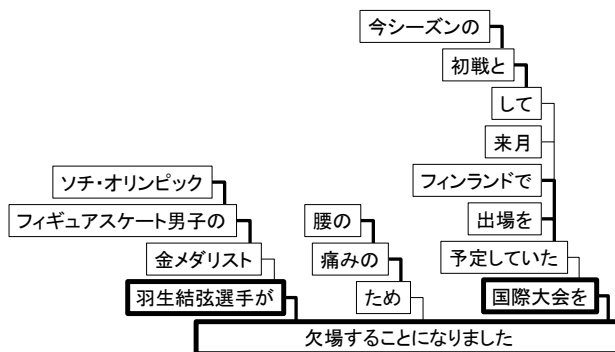 今シーズンの
初戦と
して
来月
ソチ・オリンピック
フィンランドで
フィギュアスケート男子の
腰の
出場を
金メダリスト
痛みの
予定していた
羽生結弦選手が
ため
国際大会を
欠場することになりました